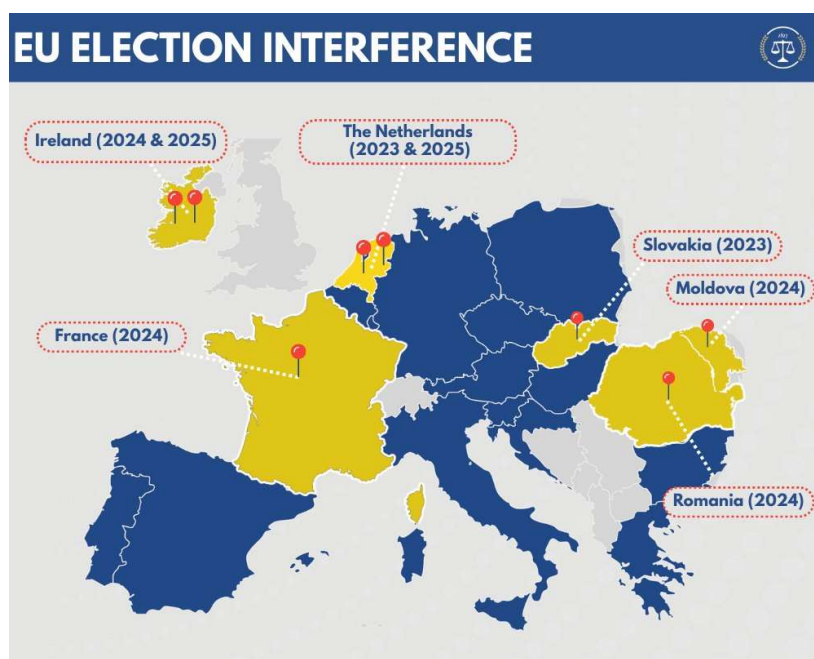 EU ELECTION INTERFERENCE
Ireland (2024 & 2025)
The Netherlands
(2023 & 2025)
Slovakia (2023)
Moldova (2024)
France (2024)
Romania (2024)